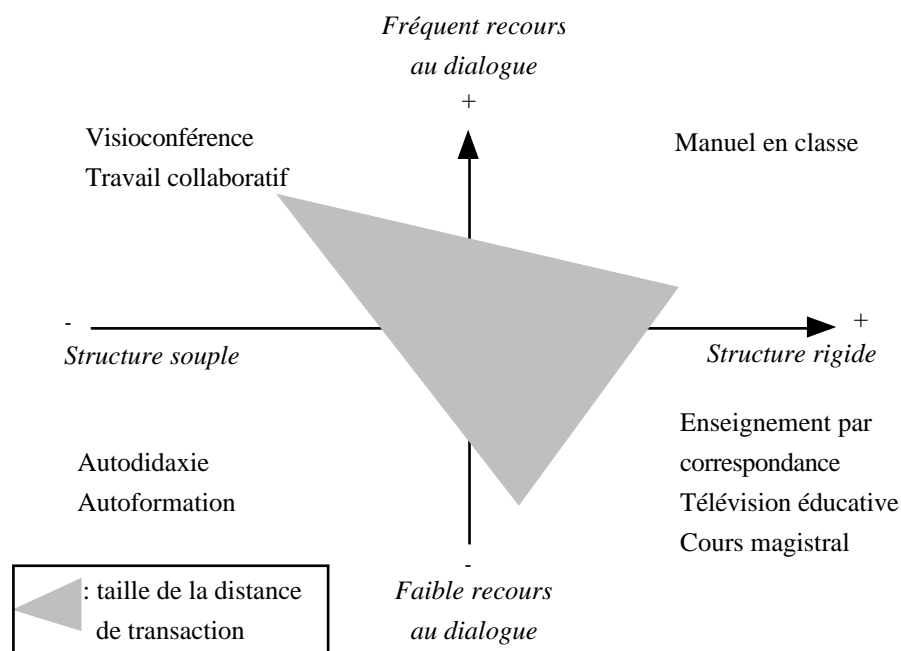 Fréquent recours
au dialogue
+
Visioconférence
Travail collaboratif
Manuel en classe
-
+
Structure souple
Structure rigide
Autodidaxie
Autoformation
Enseignement par
correspondance
Télévision éducative
Cours magistral
-
Faible recours
au dialogue
: taille de la distance
de transaction